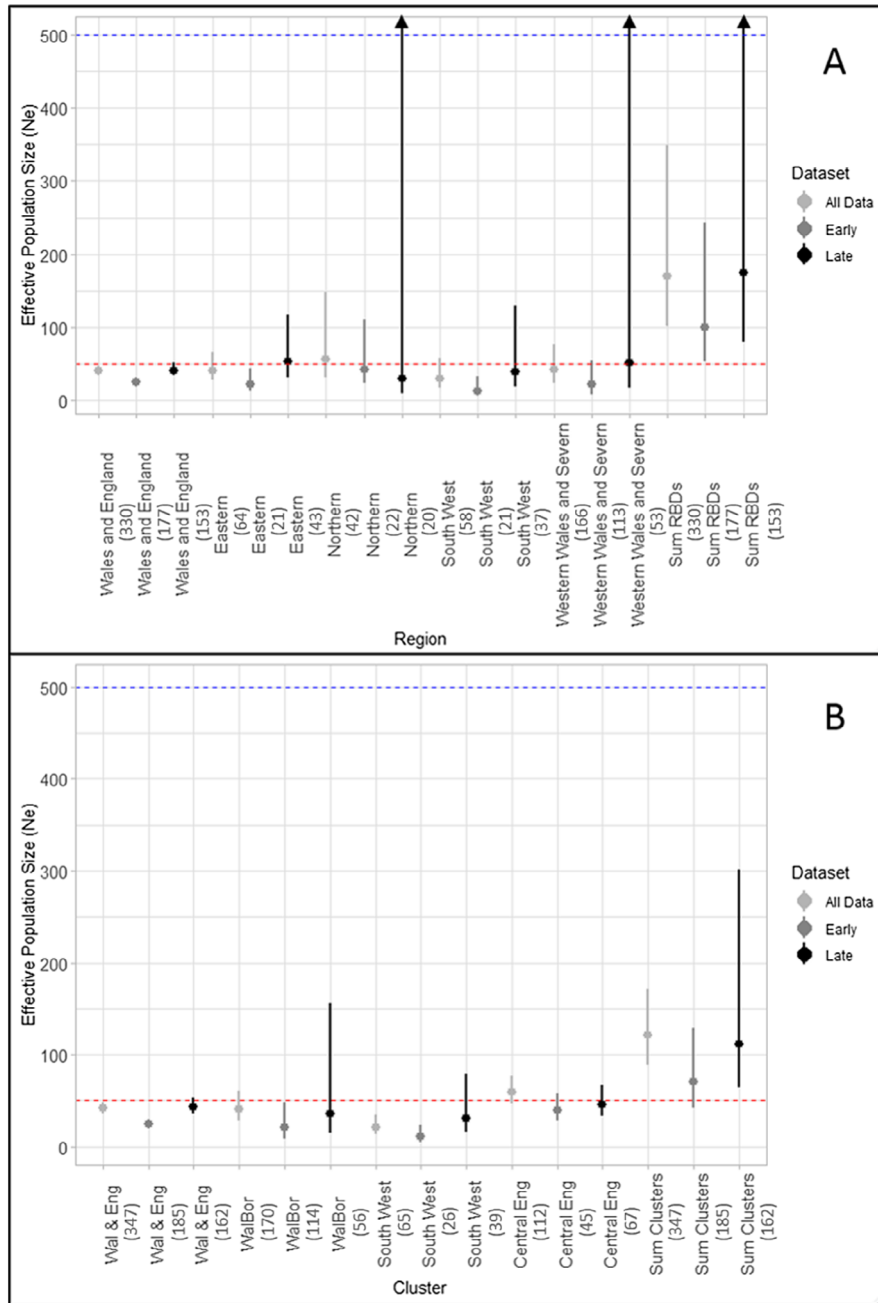 A
500
400
300
200
100
0
Effective Population Size (Ne)
Dataset
All Data
Early
Late
Wales and England
(330)
Wales and England
(177)
Wales and England
(153)
Eastern
(64)
Eastern
(21)
Eastern
(43)
Northern
(42)
Northern
(22)
Northern
(20)
South West
(58)
South West
(21)
South West
(37)
Western Wales and Severn
(166)
Western Wales and Severn
(113)
Western Wales and Severn
(53)
Sum RBDs
(330)
Sum RBDs
(177)
Sum RBDs
(153)
Region
B
500
400
300
200
100
0
Effective Population Size (Ne)
Dataset
All Data
Early
Late
Wal & Eng
(347)
Wal & Eng
(185)
Wal & Eng
(162)
WalBor
(170)
WalBor
(114)
WalBor
(56)
South West
(65)
South West
(26)
South West
(39)
Central Eng
(112)
Central Eng
(45)
Central Eng
(67)
Sum Clusters
(347)
Sum Clusters
(185)
Sum Clusters
(162)
Cluster